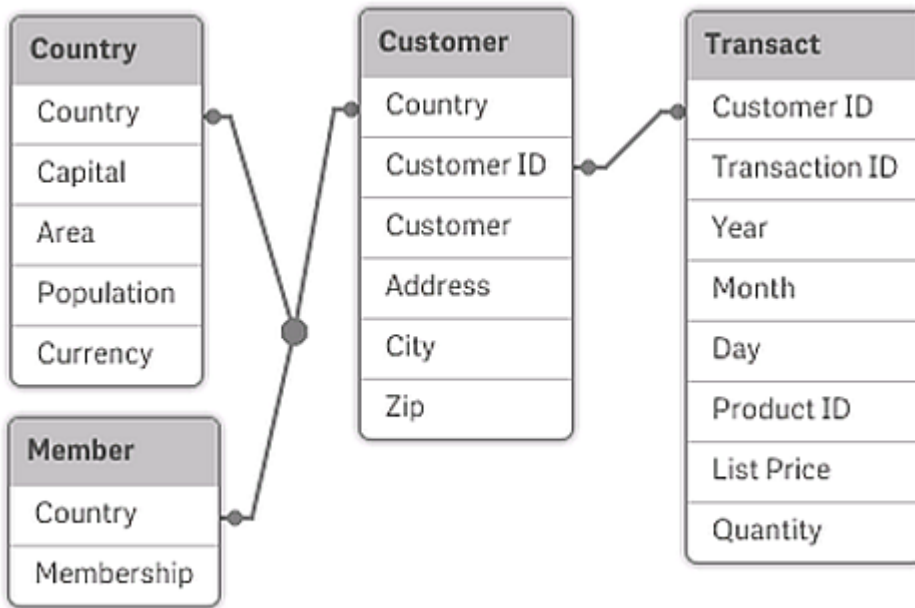 Country
Country
Capital
Area
Population
Currency
Member
Country
Membership
Customer
Country
Customer ID
Customer
Address
City
Zip
Transact
Customer ID
Transaction ID
Year
Month
Day
Product ID
List Price
Quantity